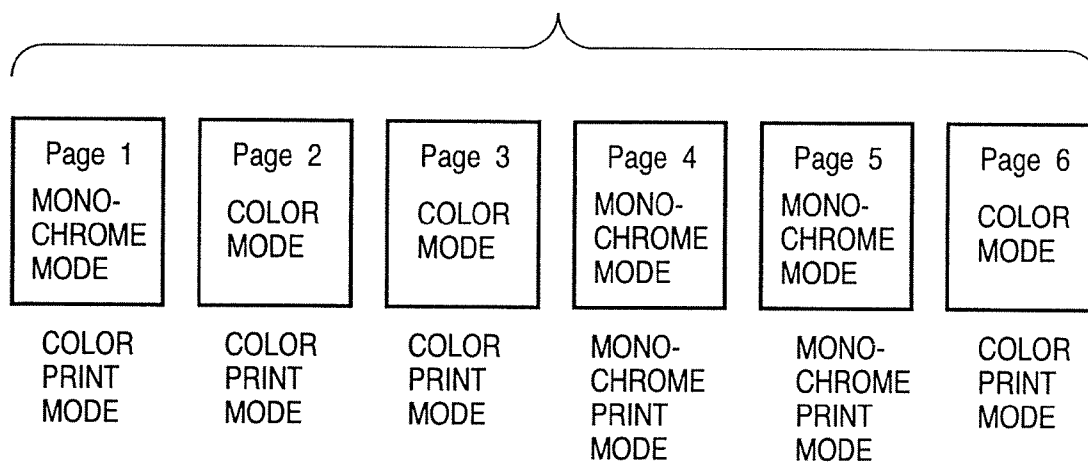 Page 1
MONO-
CHROME
MODE
Page 2
COLOR
MODE
Page 3
COLOR
MODE
Page 4
MONO-
CHROME
MODE
Page 5
MONO-
CHROME
MODE
Page 6
COLOR
MODE
COLOR
PRINT
MODE
COLOR
PRINT
MODE
COLOR
PRINT
MODE
MONO-
CHROME
PRINT
MODE
MONO-
CHROME
PRINT
MODE
COLOR
PRINT
MODE